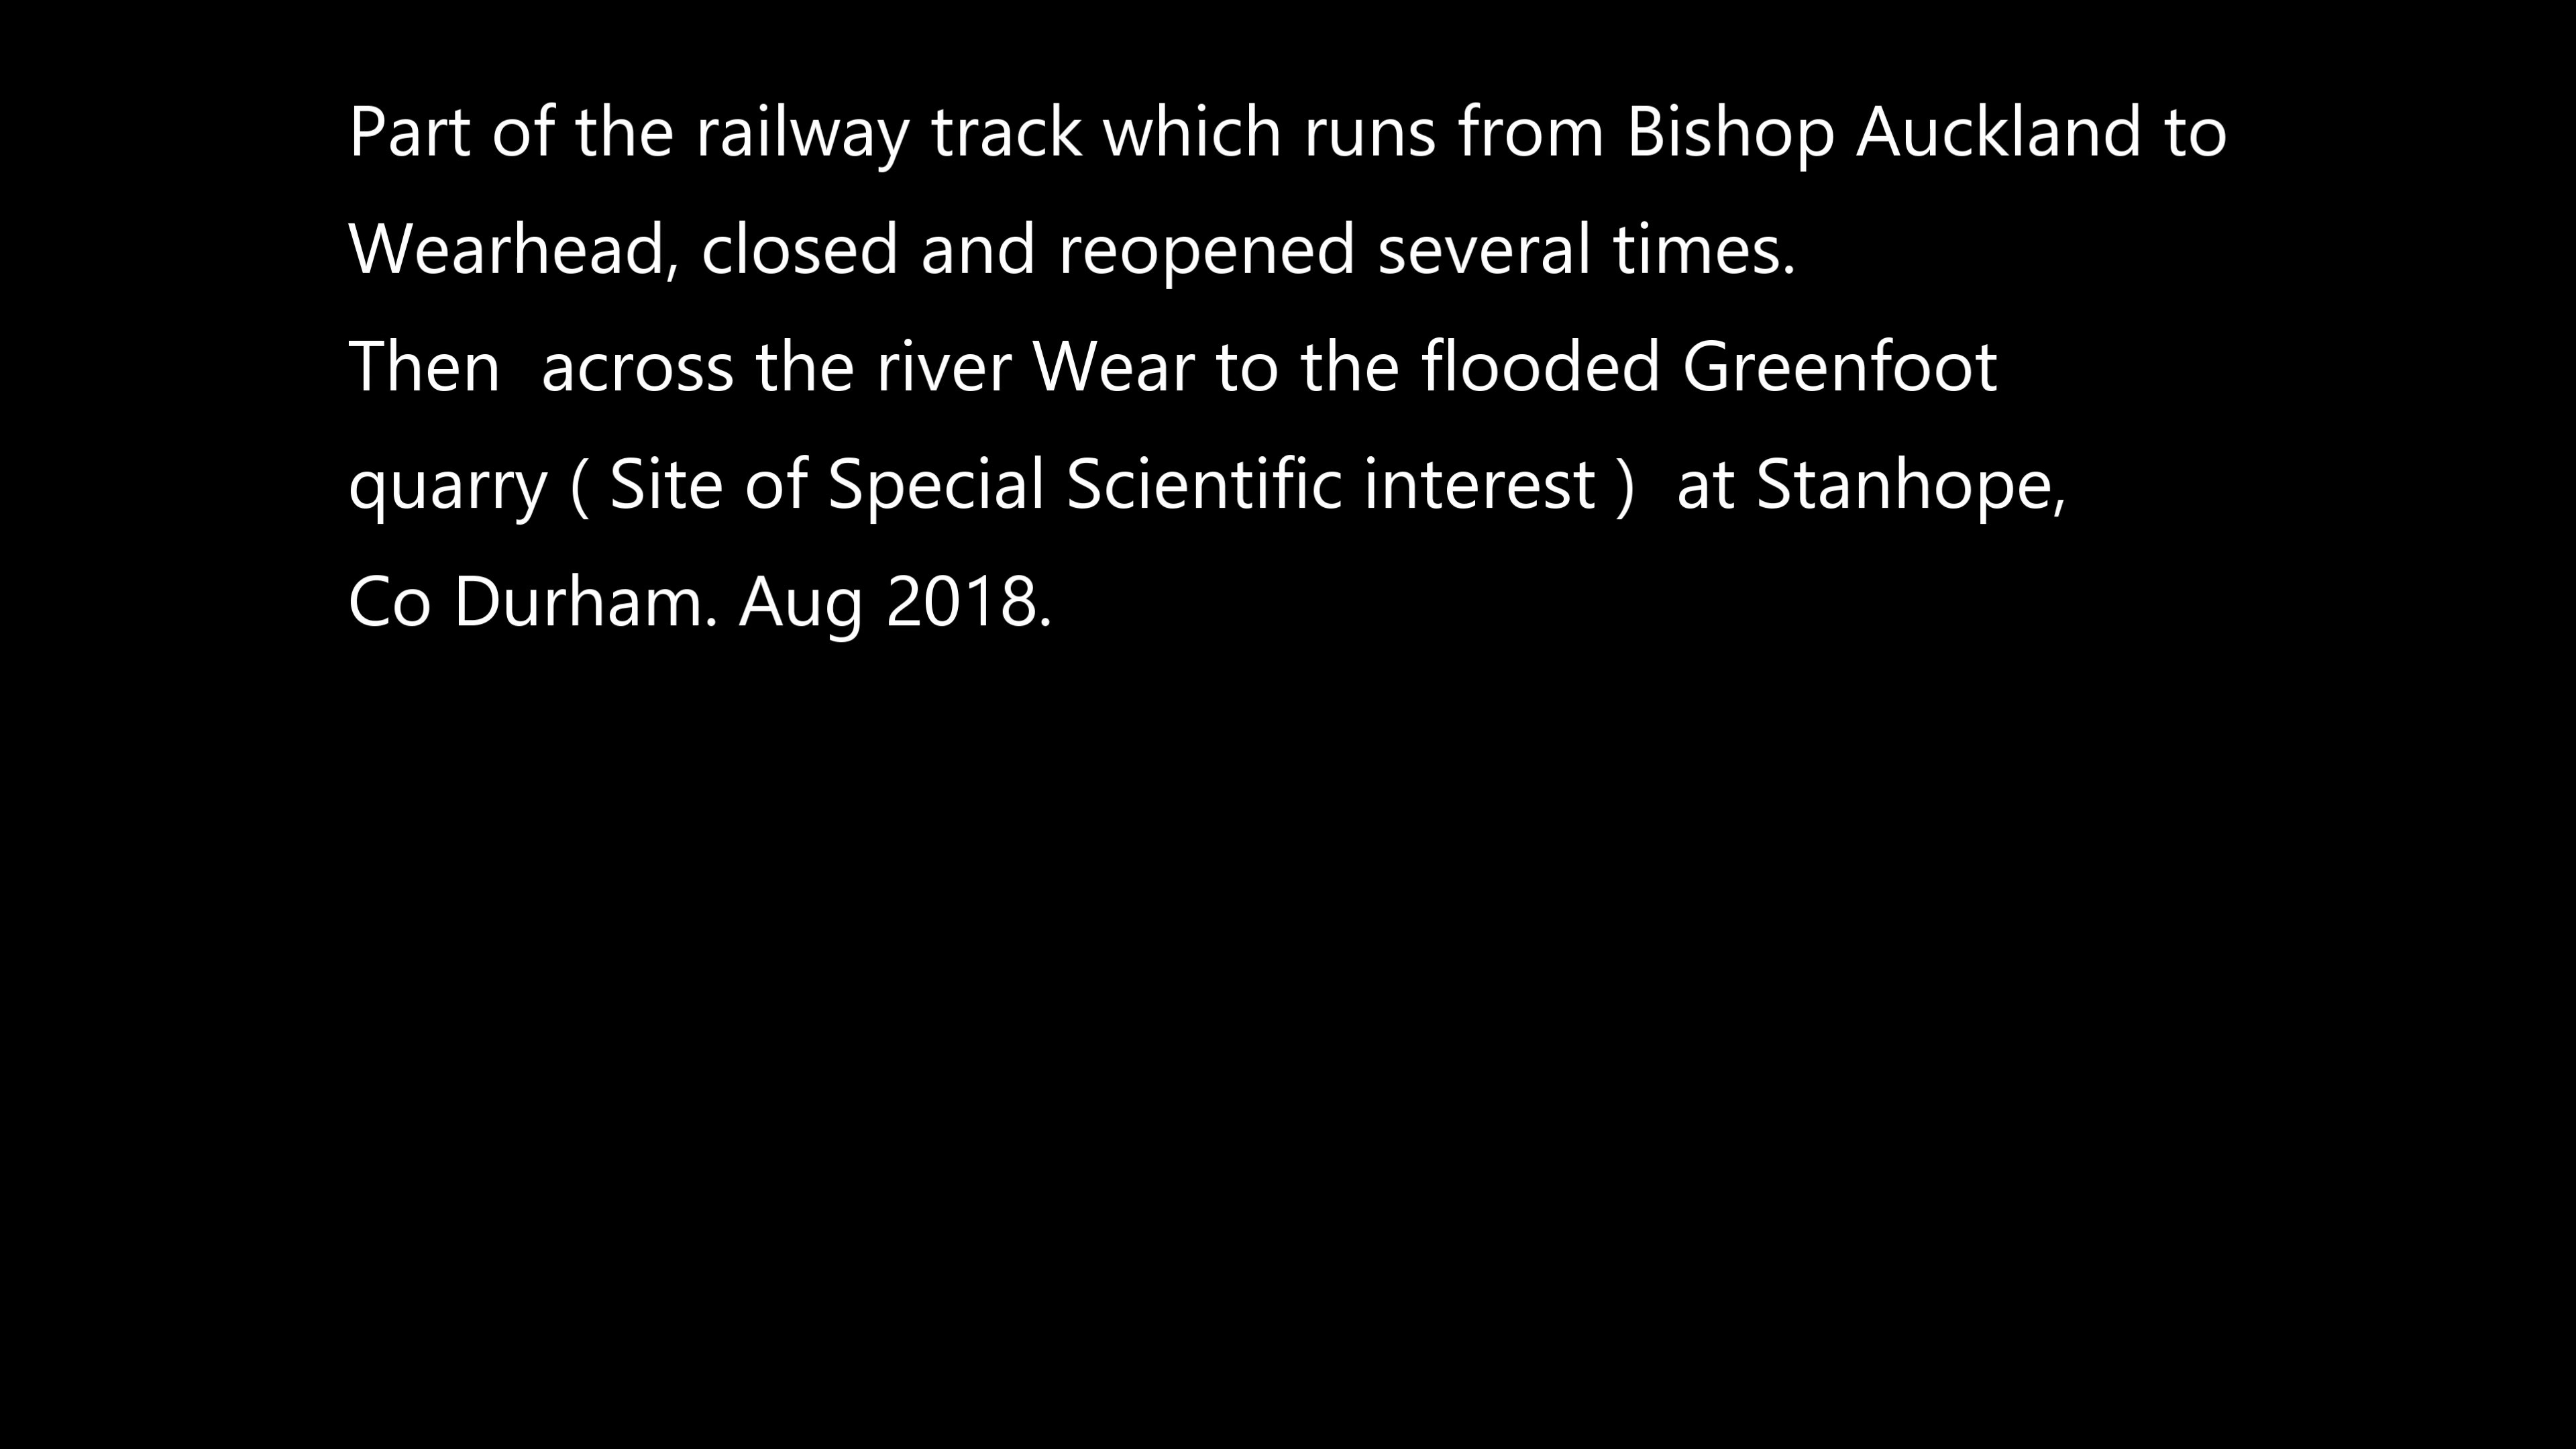 Part of the railway track which runs from Bishop Auckland to
Wearhead, closed and reopened several times.
Then  across the river Wear to the flooded Greenfoot
quarry ( Site of Special Scientific interest )  at Stanhope,
Co Durham. Aug 2018.